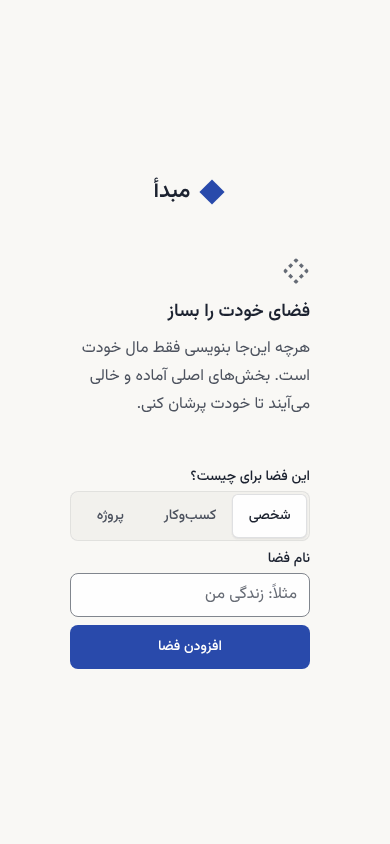 مبدأ
فضای خودت را بساز
هرچه این‌جا بنویسی فقط مال خودت
است. بخش‌های اصلی آماده و خالی
می‌آیند تا خودت پرشان کنی.
این فضا برای چیست؟
شخصی
کسب‌وکار
پروژه
نام فضا
مثلاً: زندگی من
افزودن فضا